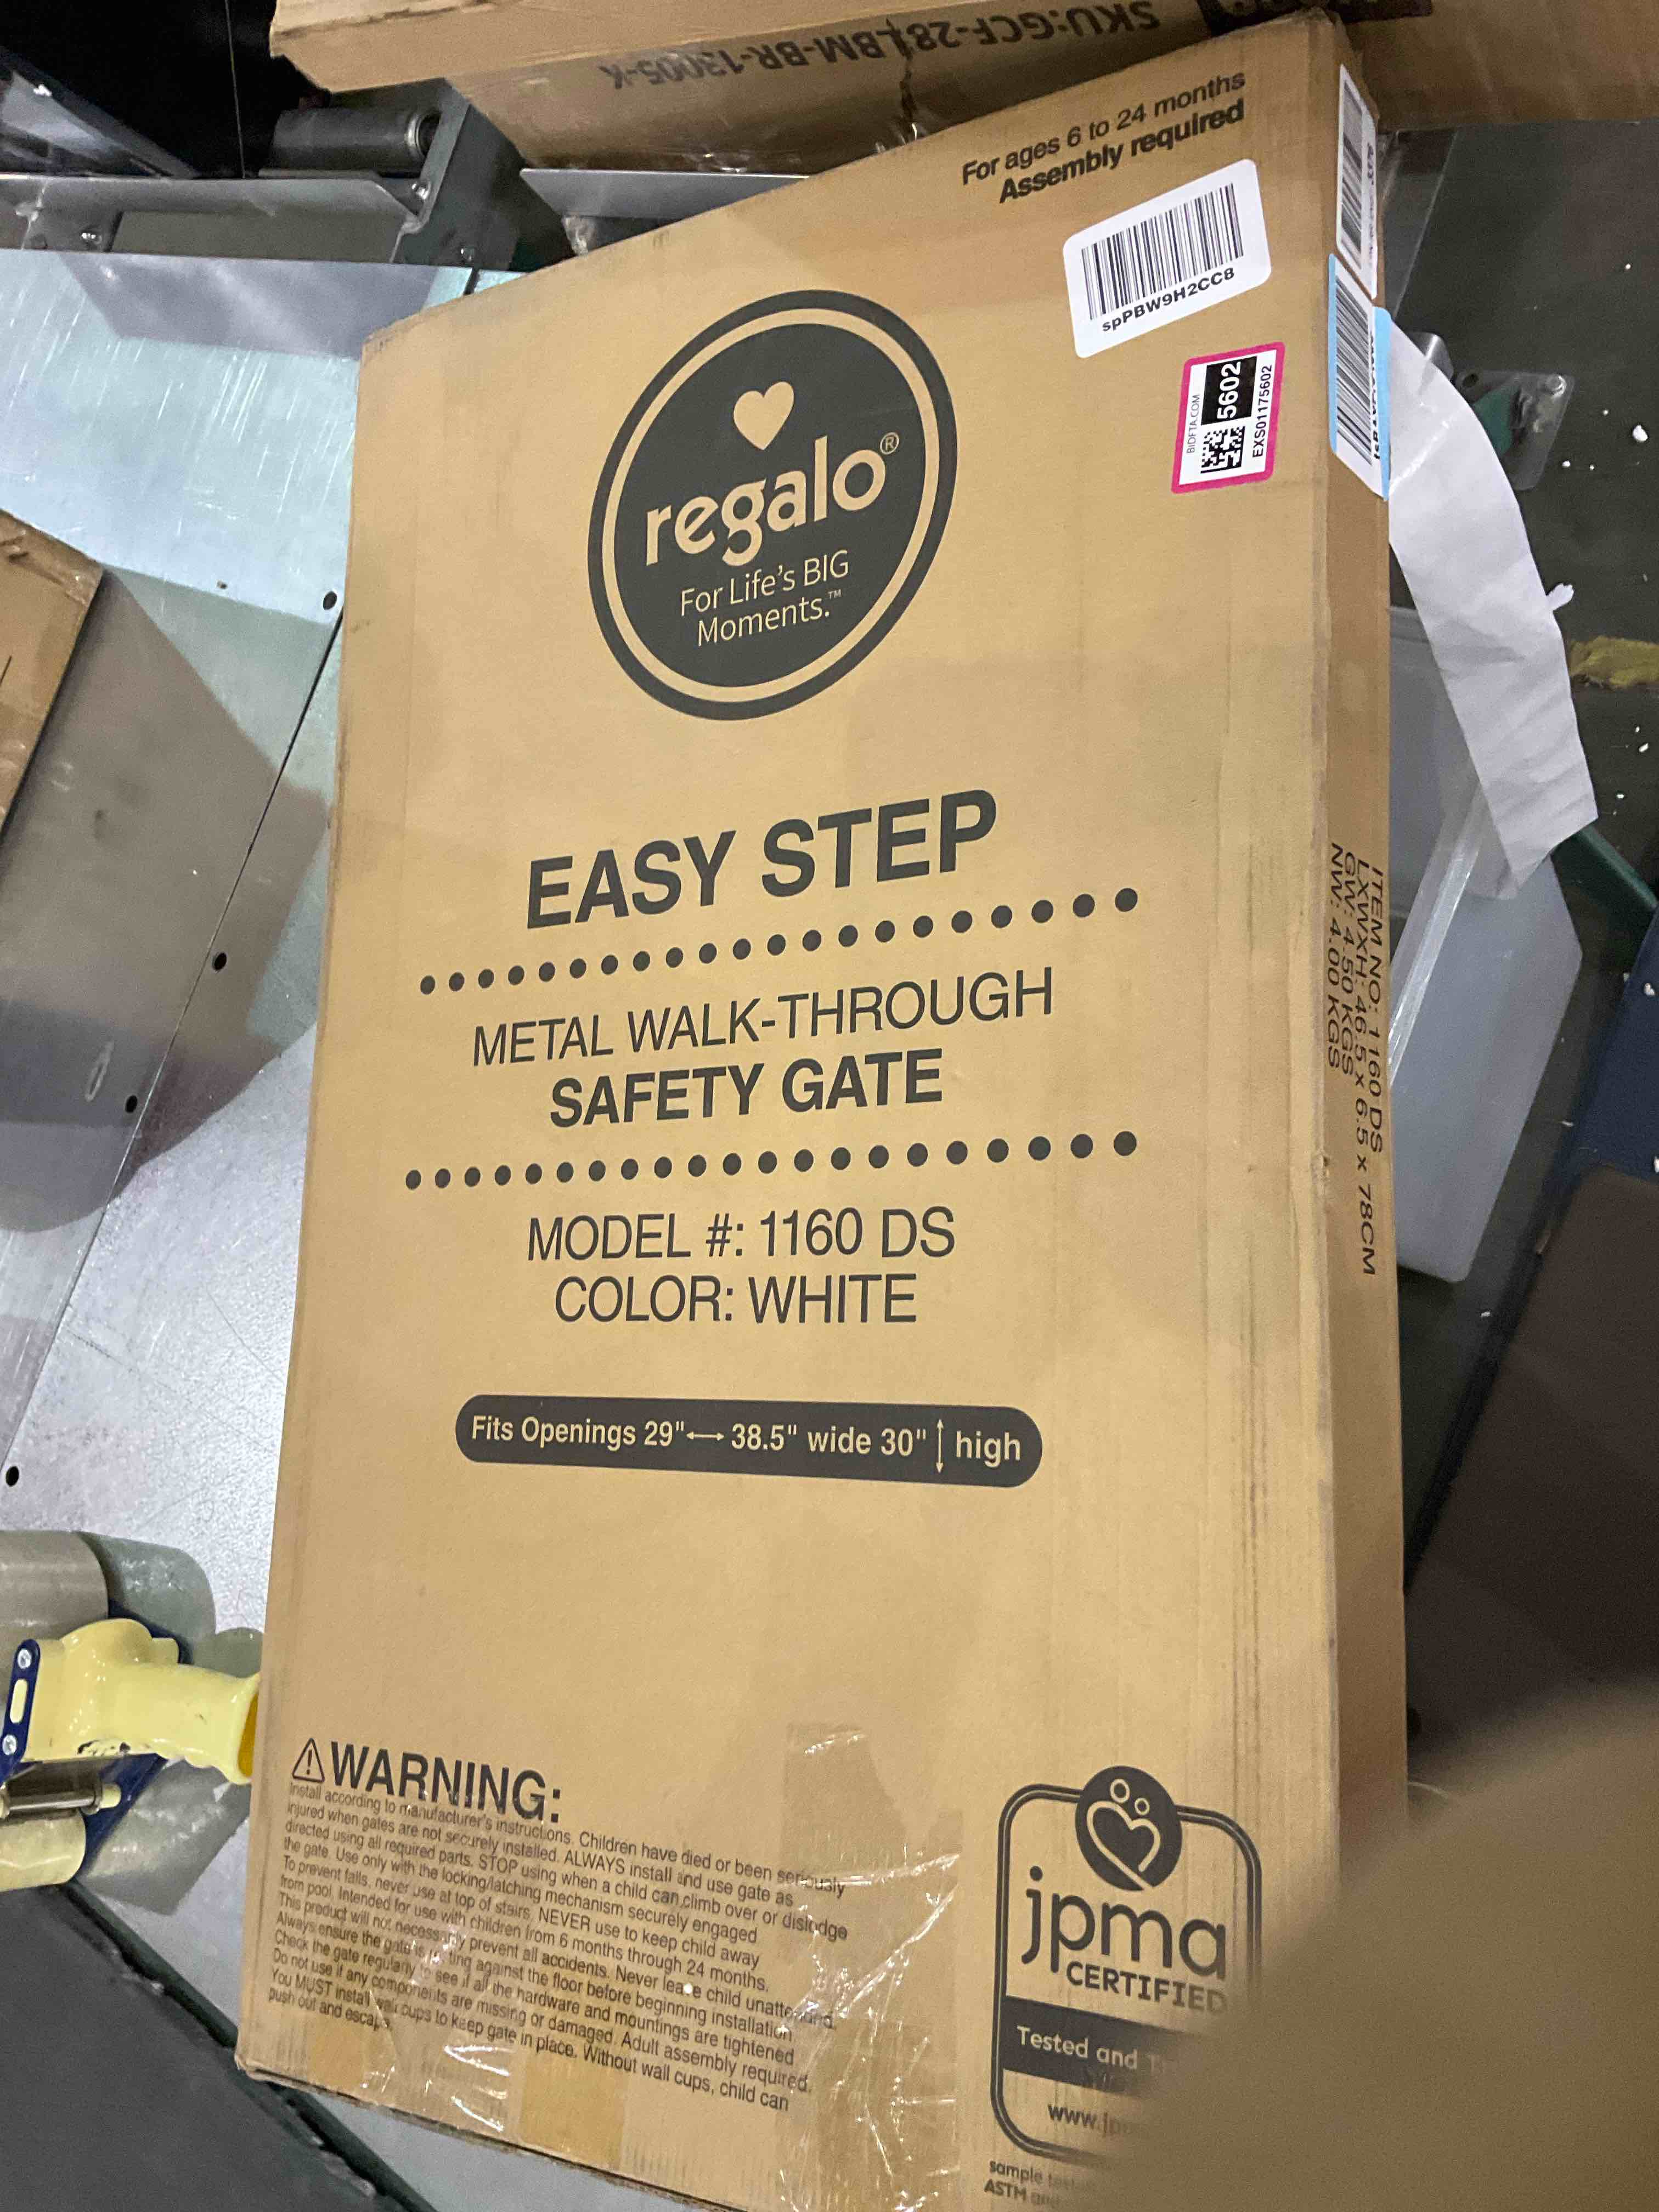 SKU:GCF-281BM-BR-13005-K
For ages 6 to 24 months
Assembly required
spPBW9H2CC8
BIDFTA.COM
5602
EXS01175602
regalo®
For Life's BIG
Moments.™
EASY STEP
METAL WALK-THROUGH
SAFETY GATE
MODEL #: 1160 DS
COLOR: WHITE
Fits Openings 29"↔38.5" wide 30"↕high
ITEM NO.: 1160 DS
LXWXH: 46.5 x 6.5 x 78CM
GW: 4.50 KGS
NW: 4.00 KGS
⚠WARNING:
Install according to manufacturer's instructions. Children have died or been seriously
injured when gates are not securely installed. ALWAYS install and use gate as
directed using all required parts. STOP using when a child can climb over or dislodge
the gate. Use only with the locking/latching mechanism securely engaged
To prevent falls, never use at top of stairs. NEVER use to keep child away
from pool. Intended for use with children from 6 months through 24 months.
This product will not necessarily prevent all accidents. Never leave child unattended.
Always ensure the gate is sitting against the floor before beginning installation
Check the gate regularly to see if all the hardware and mountings are tightened
Do not use if any components are missing or damaged. Adult assembly required.
You MUST install wall cups to keep gate in place. Without wall cups, child can
push out and escape.
jpma
CERTIFIED
Tested and
www.jp
sample
ASTM and